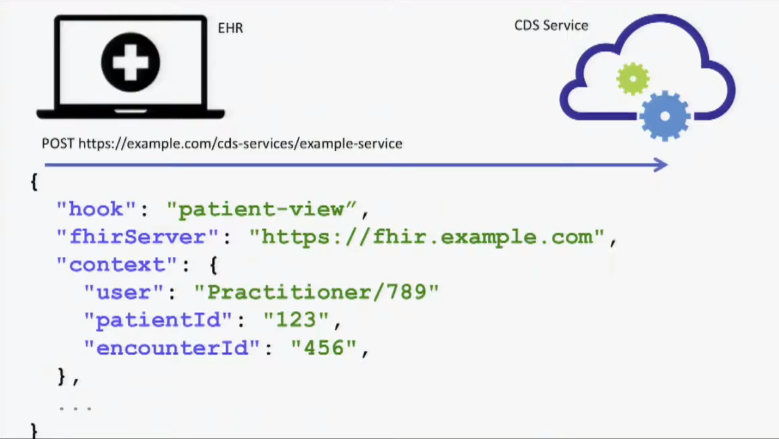 EHR
CDS Service
POST https://example.com/cds-services/example-service
{
"hook": "patient-view”,
"fhirServer": "https://fhir.example.com",
"context": {
"user": "Practitioner/789"
"patientId": "123",
"encounterId": "456",
},
...
}